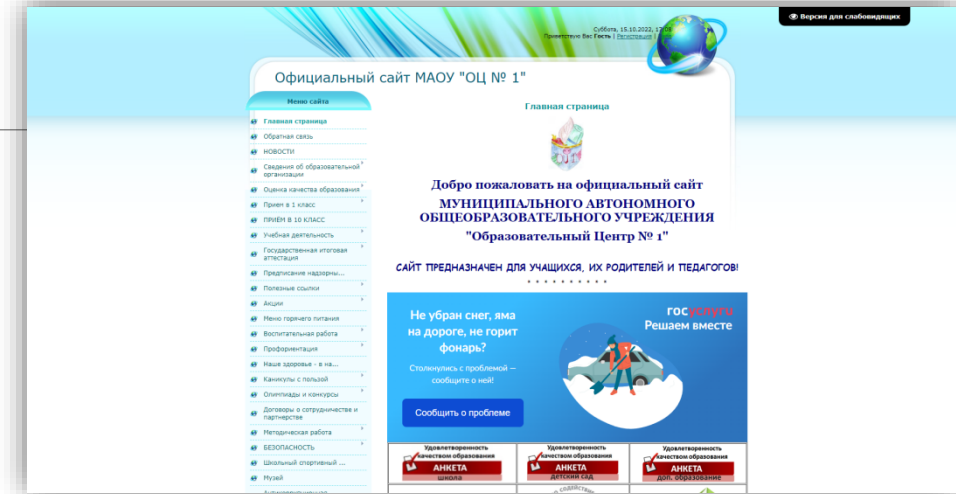 Версия для слабовидящих
Суббота, 15.10.2022, 17:05
Приветствую Вас Гость | Регистрация |
Официальный сайт МАОУ "ОЦ № 1"
Меню сайта
Главная страница
Обратная связь
НОВОСТИ
Сведения об образовательной
организации
Оценка качества образования
Прием в 1 класс
ПРИЁМ В 10 КЛАСС
Учебная деятельность
Государственная итоговая
аттестация
Предписание надзорны...
Полезные ссылки
Акции
Меню горячего питания
Воспитательная работа
Профориентация
Наше здоровье - в на...
Каникулы с пользой
Олимпиады и конкурсы
Договоры о сотрудничестве и
партнерстве
Методическая работа
БЕЗОПАСНОСТЬ
Школьный спортивный ...
Музей
Главная страница
Добро пожаловать на официальный сайт
МУНИЦИПАЛЬНОГО АВТОНОМНОГО
ОБЩЕОБРАЗОВАТЕЛЬНОГО УЧРЕЖДЕНИЯ
"Образовательный Центр № 1"
САЙТ ПРЕДНАЗНАЧЕН ДЛЯ УЧАЩИХСЯ, ИХ РОДИТЕЛЕЙ И ПЕДАГОГОВ!
Не убран снег, яма
на дороге, не горит
фонарь?
Столкнулись с проблемой —
сообщите о ней!
Сообщить о проблеме
госуслуги
Решаем вместе
Удовлетворенность
качеством образования
АНКЕТА
школа
Удовлетворенность
качеством образования
АНКЕТА
детский сад
Удовлетворенность
качеством образования
АНКЕТА
доп. образование